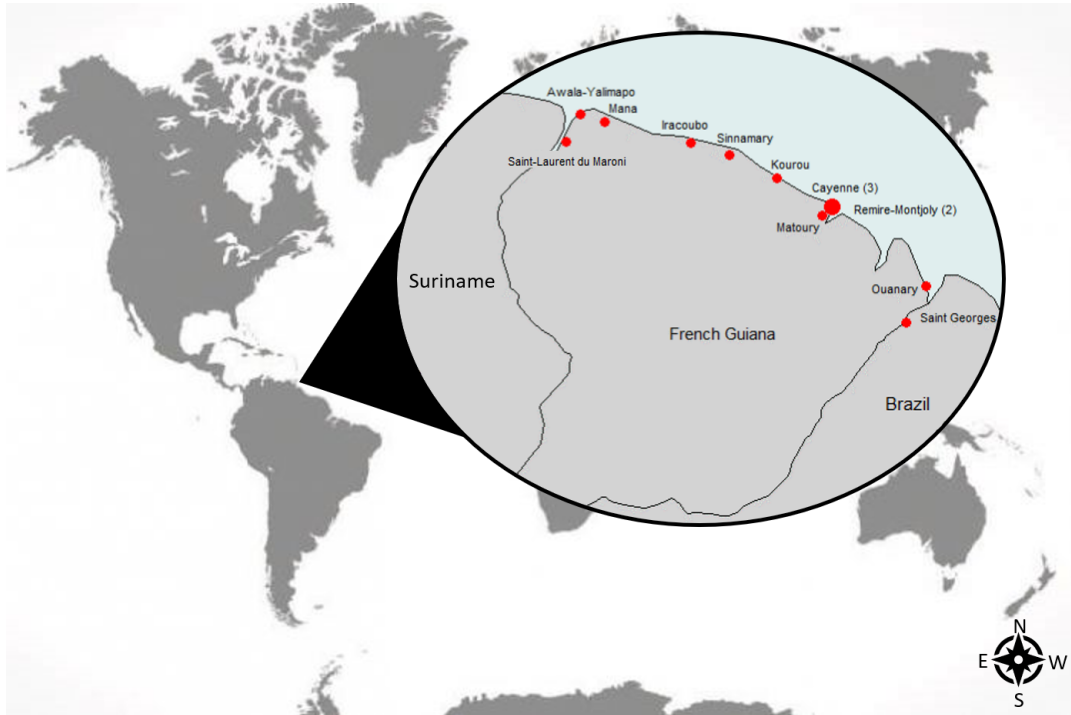 Awala-Yalimapo
Mana
Iracoubo
Sinnamary
Saint-Laurent du Maroni
Kourou
Cayenne (3)
Remire-Montjoly (2)
Matoury
Suriname
Ouanary
Saint Georges
French Guiana
Brazil
N
E W
S